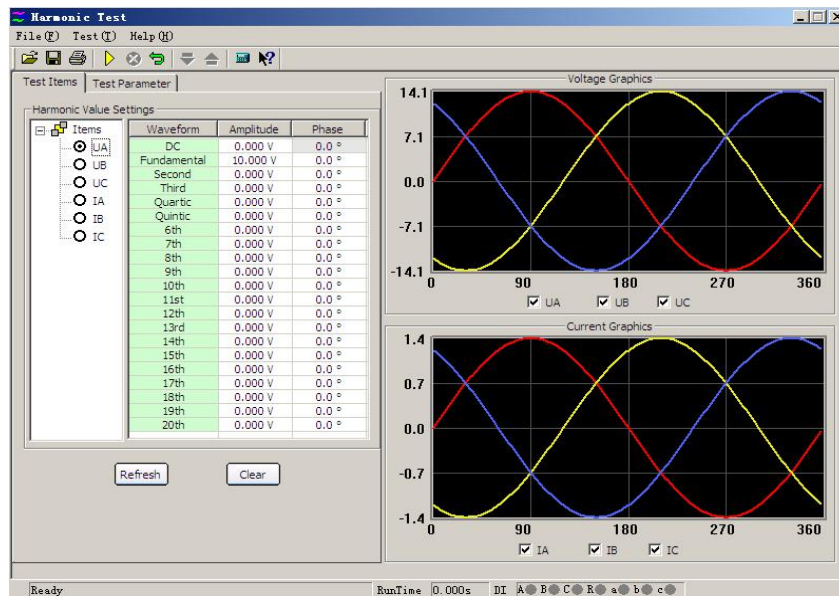 Harmonic Test
File(F) Test(T) Help(H)
Test Items Test Parameter
Harmonic Value Settings
Items
UA
UB
UC
IA
IB
IC
Waveform Amplitude Phase
DC 0.000 V 0.0 °
Fundamental 10.000 V 0.0 °
Second 0.000 V 0.0 °
Third 0.000 V 0.0 °
Quartic 0.000 V 0.0 °
Quintic 0.000 V 0.0 °
6th 0.000 V 0.0 °
7th 0.000 V 0.0 °
8th 0.000 V 0.0 °
9th 0.000 V 0.0 °
10th 0.000 V 0.0 °
11st 0.000 V 0.0 °
12th 0.000 V 0.0 °
13rd 0.000 V 0.0 °
14th 0.000 V 0.0 °
15th 0.000 V 0.0 °
16th 0.000 V 0.0 °
17th 0.000 V 0.0 °
18th 0.000 V 0.0 °
19th 0.000 V 0.0 °
20th 0.000 V 0.0 °
Refresh Clear
Voltage Graphics
14.1
7.1
0.0
-7.1
-14.1
0 90 180 270 360
UA UB UC
Current Graphics
1.4
0.7
0.0
-0.7
-1.4
0 90 180 270 360
IA IB IC
Ready RunTime 0.000s DI A B C R a b c